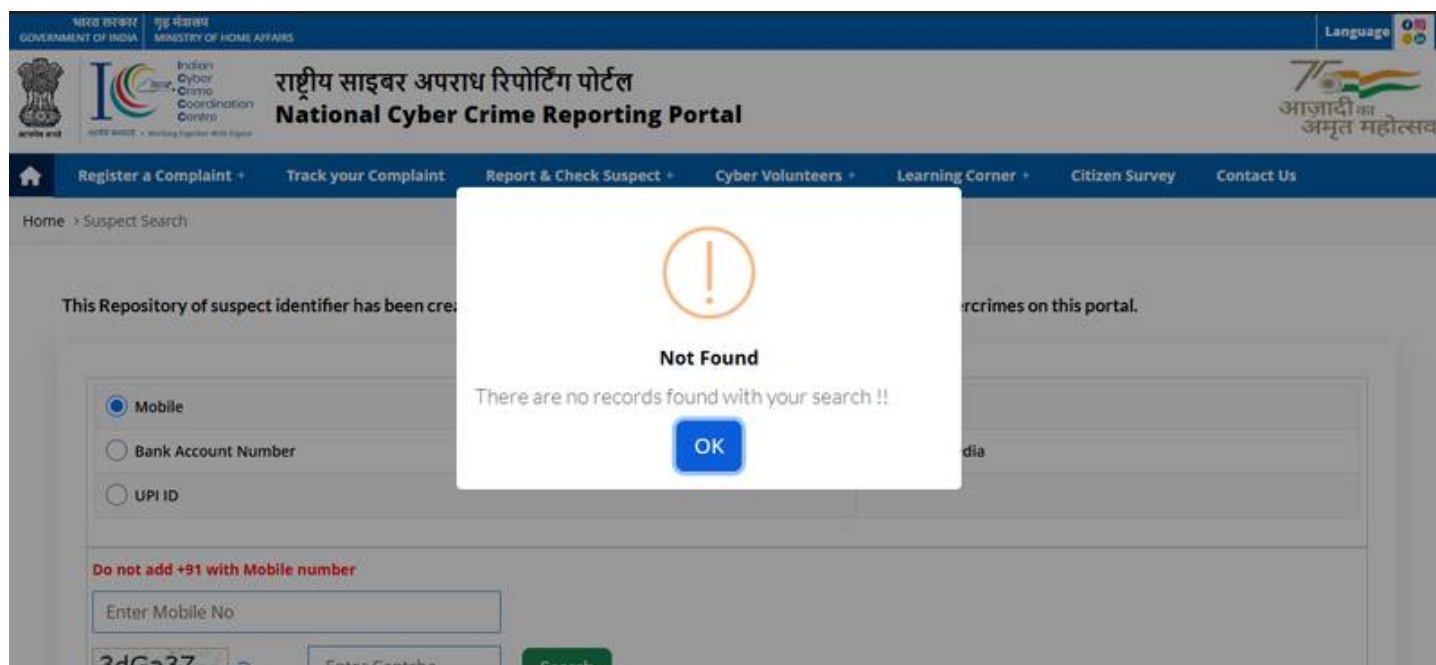 भारत सरकार
गृह मंत्रालय
GOVERNMENT OF INDIA
MINISTRY OF HOME AFFAIRS
Language
Indian
Cyber
Crime
Coordination
Centre
राष्ट्रीय साइबर अपराध रिपोर्टिंग पोर्टल
National Cyber Crime Reporting Portal
आज़ादी का
अमृत महोत्सव
Register a Complaint +
Track your Complaint
Report & Check Suspect +
Cyber Volunteers +
Learning Corner +
Citizen Survey
Contact Us
Home > Suspect Search
This Repository of suspect identifier has been crea
rcrimes on this portal.
Not Found
There are no records found with your search !!
OK
Mobile
Bank Account Number
dia
UPI ID
Do not add +91 with Mobile number
Enter Mobile No
Enter Captcha
Search